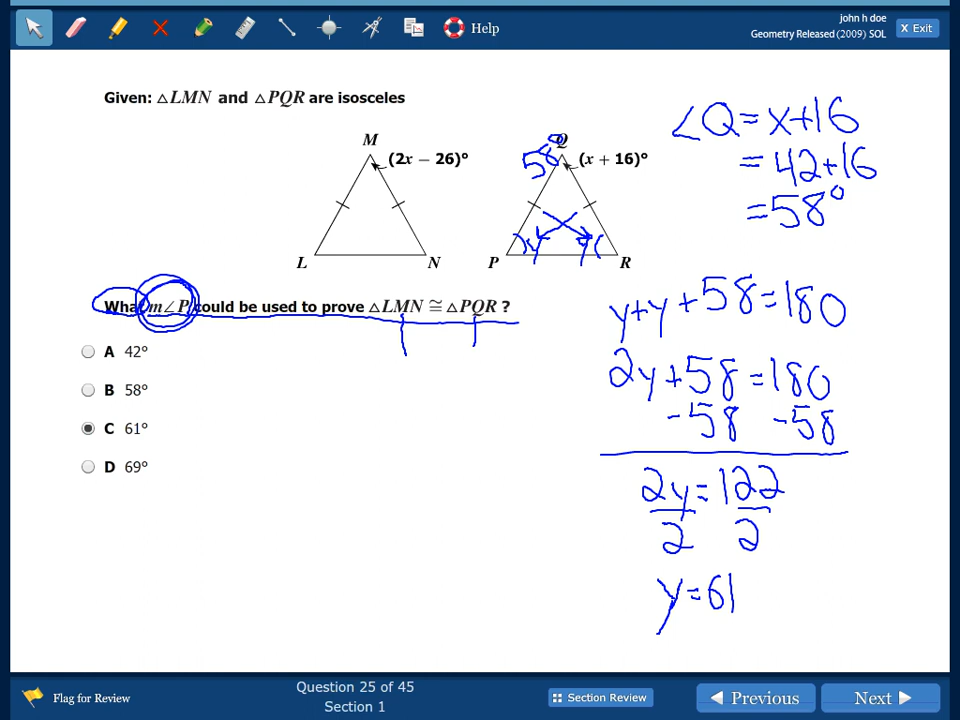 john h doe
Help
Geometry Released (2009) SOL
X Exit
Given: △LMN and △PQR are isosceles
∠Q = x+16
M
(2x − 26)°
58°
Q
(x + 16)°
= 42+16
= 58°
y
y
L
N
P
R
What m∠P could be used to prove △LMN ≅ △PQR ?
y+y+58=180
A 42°
2y+58=180
B 58°
-58 -58
C 61°
D 69°
2y=122
2 2
y=61
Flag for Review
Question 25 of 45
Section 1
Section Review
Previous
Next